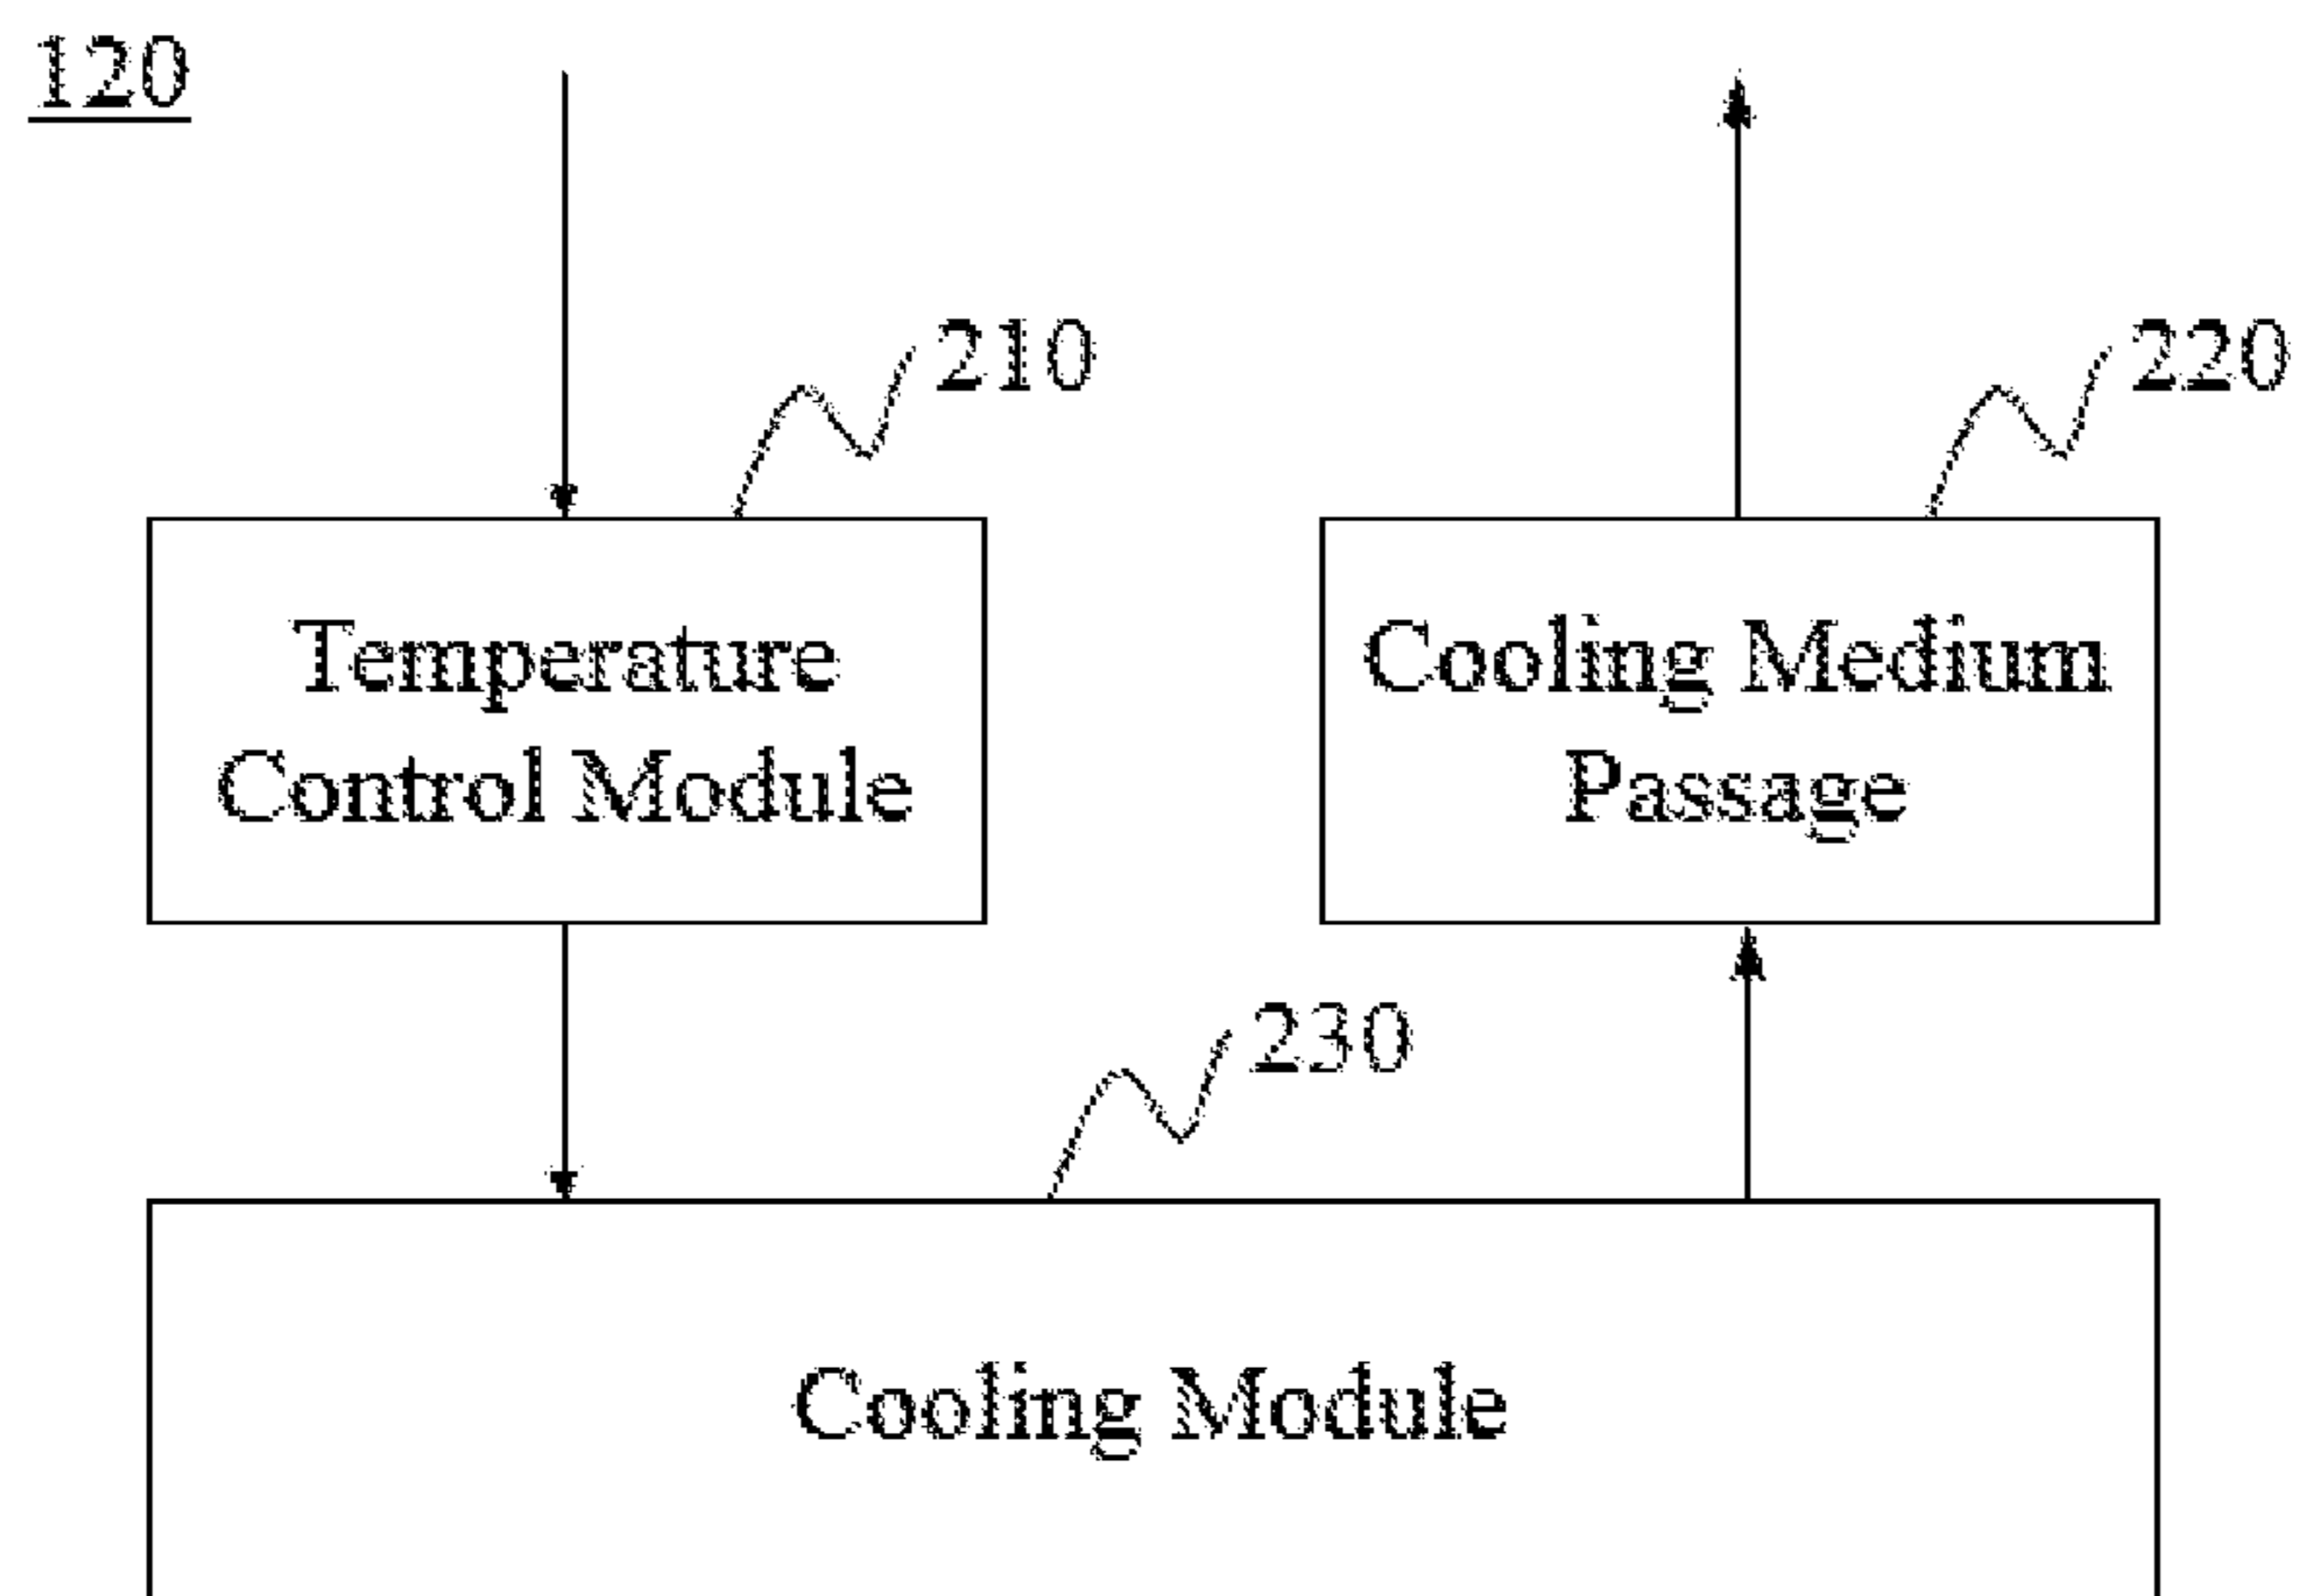 120
210
220
Temperature
Control Module
Cooling Medium
Passage
230
Cooling Module